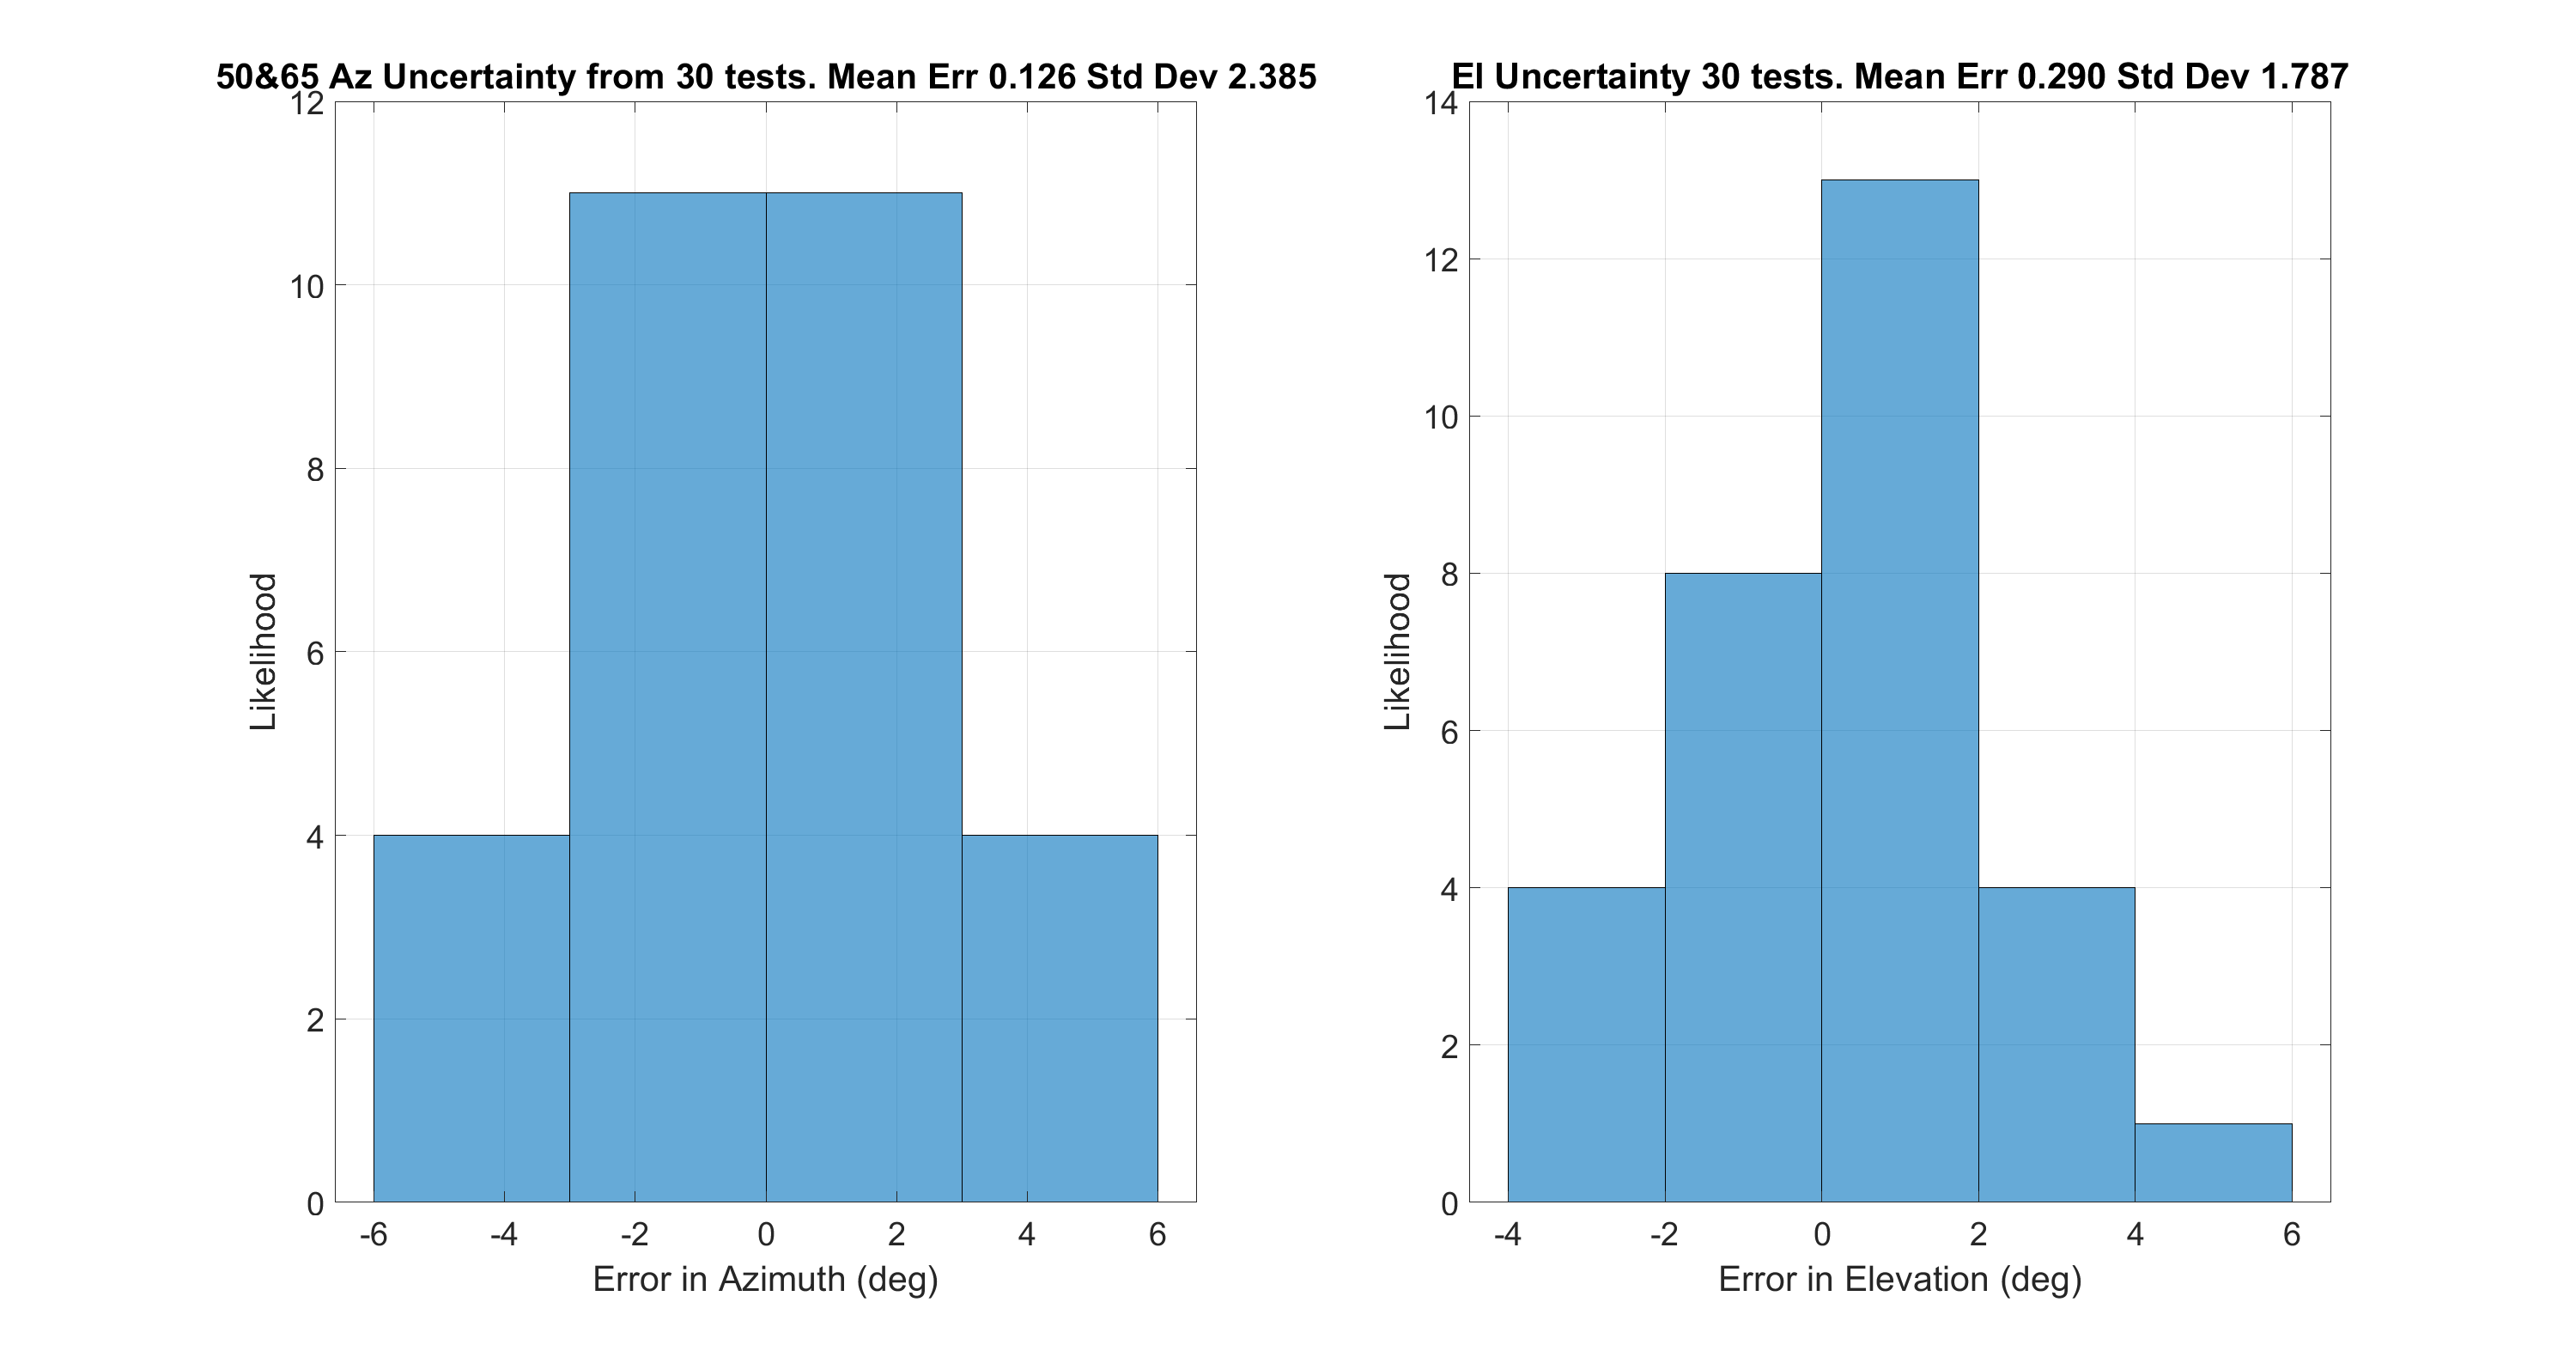 50&65 Az Uncertainty from 30 tests. Mean Err 0.126 Std Dev 2.385
12
10
8
6
4
2
0
Likelihood
-6 -4 -2 0 2 4 6
Error in Azimuth (deg)
El Uncertainty 30 tests. Mean Err 0.290 Std Dev 1.787
14
12
10
8
6
4
2
0
Likelihood
-4 -2 0 2 4 6
Error in Elevation (deg)